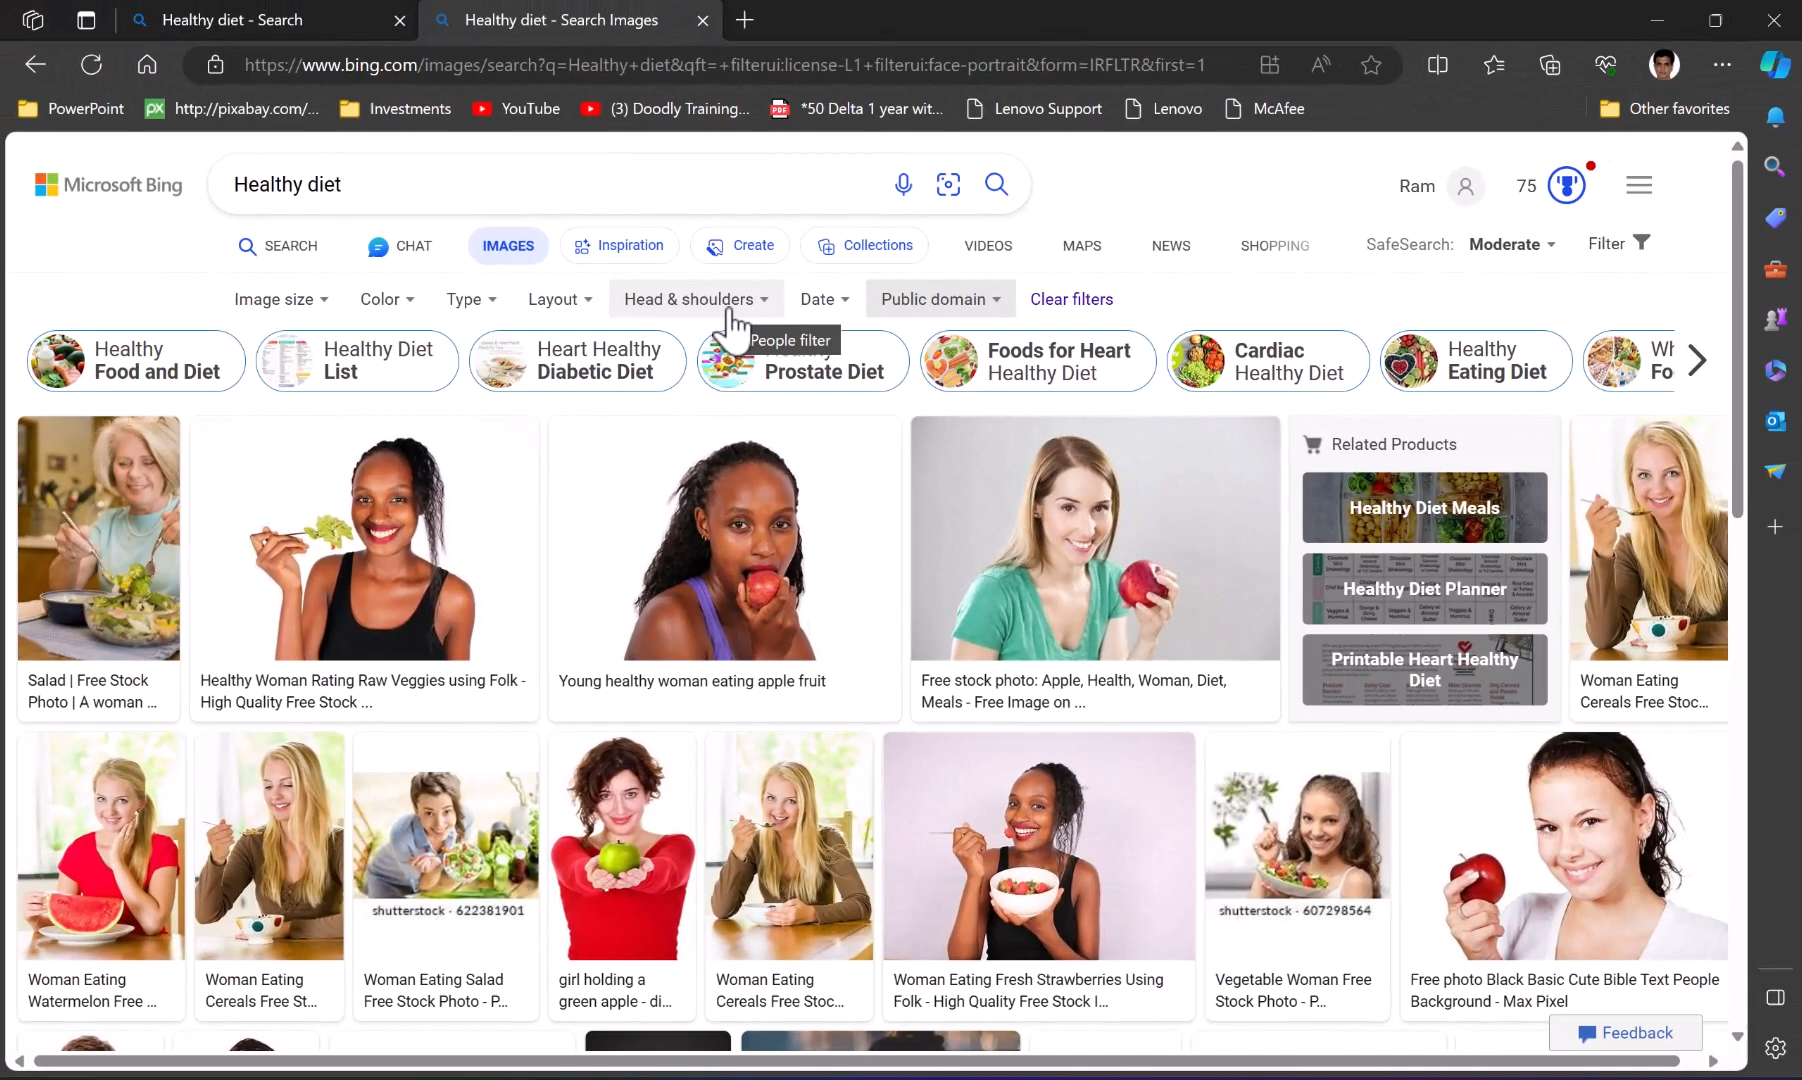 Healthy diet - Search
Healthy diet - Search Images
https://www.bing.com/images/search?q=Healthy+diet&qft=+filterui:license-L1+filterui:face-portrait&form=IRFLTR&first=1
PowerPoint
http://pixabay.com/...
Investments
YouTube
(3) Doodly Training...
*50 Delta 1 year wit...
Lenovo Support
Lenovo
McAfee
Other favorites
Microsoft Bing
Healthy diet
Ram
75
SEARCH
CHAT
IMAGES
Inspiration
Create
Collections
VIDEOS
MAPS
NEWS
SHOPPING
SafeSearch: Moderate
Filter
Image size
Color
Type
Layout
Head & shoulders
Date
Public domain
Clear filters
People filter
Healthy
Food and Diet
Healthy Diet
List
Heart Healthy
Diabetic Diet
Prostate Diet
Foods for Heart
Healthy Diet
Cardiac
Healthy Diet
Healthy
Eating Diet
Related Products
Healthy Diet Meals
Healthy Diet Planner
Printable Heart Healthy
Diet
Salad | Free Stock
Photo | A woman ...
Healthy Woman Rating Raw Veggies using Folk -
High Quality Free Stock ...
Young healthy woman eating apple fruit
Free stock photo: Apple, Health, Woman, Diet,
Meals - Free Image on ...
Woman Eating
Cereals Free Stoc...
shutterstock · 622381901
shutterstock · 607298564
Woman Eating
Watermelon Free ...
Woman Eating
Cereals Free St...
Woman Eating Salad
Free Stock Photo - P...
girl holding a
green apple - di...
Woman Eating
Cereals Free Stoc...
Woman Eating Fresh Strawberries Using
Folk - High Quality Free Stock I...
Vegetable Woman Free
Stock Photo - P...
Free photo Black Basic Cute Bible Text People
Background - Max Pixel
Feedback